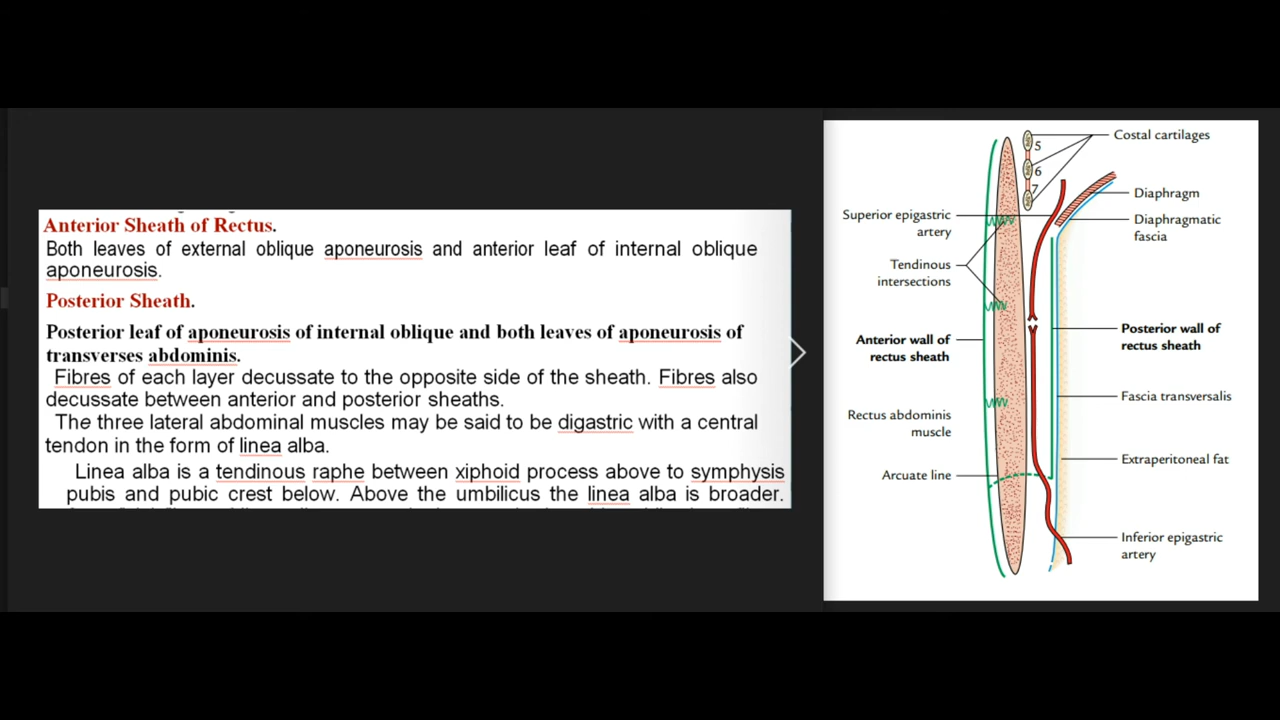 Anterior Sheath of Rectus.
Both leaves of external oblique aponeurosis and anterior leaf of internal oblique
aponeurosis.
Posterior Sheath.
Posterior leaf of aponeurosis of internal oblique and both leaves of aponeurosis of
transverses abdominis.
Fibres of each layer decussate to the opposite side of the sheath. Fibres also
decussate between anterior and posterior sheaths.
The three lateral abdominal muscles may be said to be digastric with a central
tendon in the form of linea alba.
Linea alba is a tendinous raphe between xiphoid process above to symphysis
pubis and pubic crest below. Above the umbilicus the linea alba is broader.
Costal cartilages
5
6
7
Diaphragm
Diaphragmatic
fascia
Superior epigastric
artery
Tendinous
intersections
Anterior wall of
rectus sheath
Posterior wall of
rectus sheath
Fascia transversalis
Rectus abdominis
muscle
Extraperitoneal fat
Arcuate line
Inferior epigastric
artery